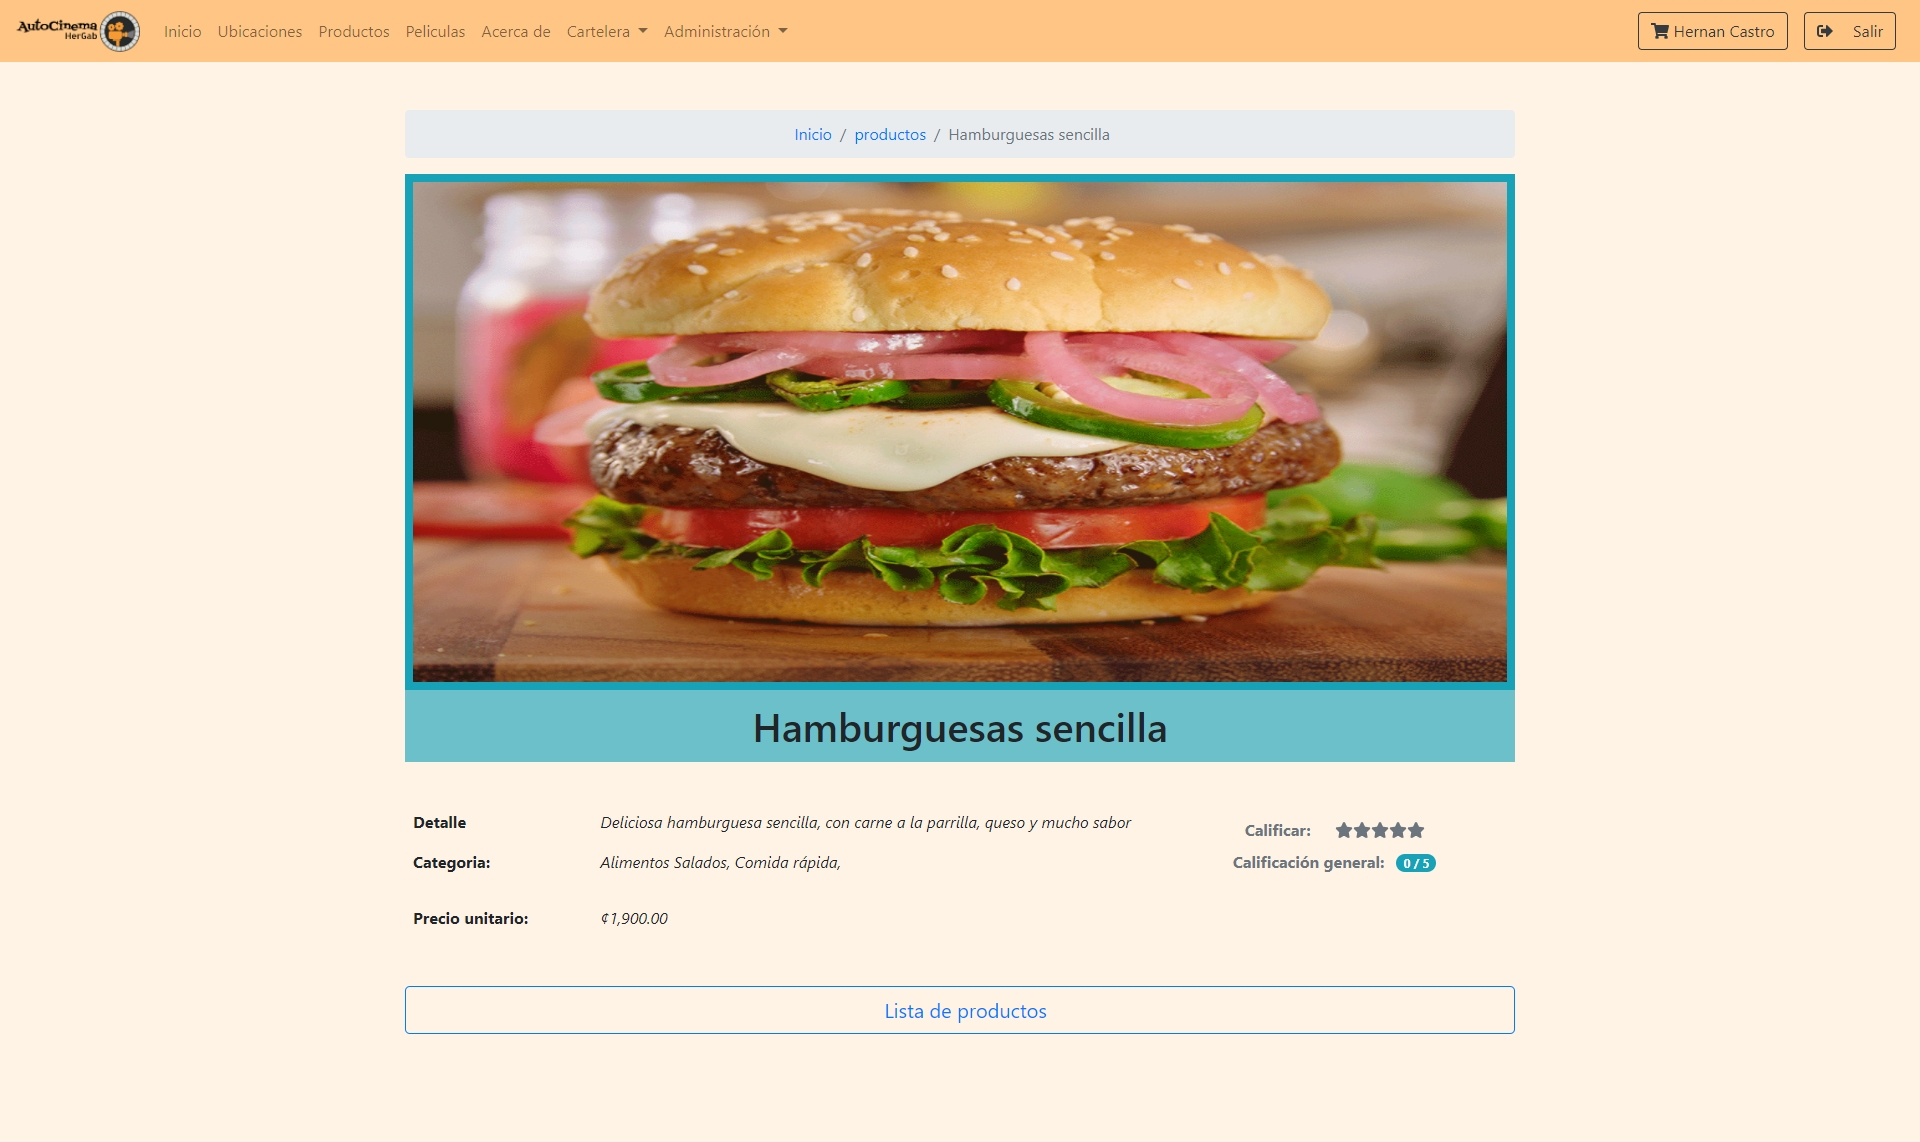 AutoCinema
HerGab
Inicio Ubicaciones Productos Peliculas Acerca de Cartelera Administración Hernan Castro Salir
Inicio / productos / Hamburguesas sencilla
Hamburguesas sencilla
Detalle Deliciosa hamburguesa sencilla, con carne a la parrilla, queso y mucho sabor Calificar:
Categoria: Alimentos Salados, Comida rápida, Calificación general: 0 / 5
Precio unitario: ¢1,900.00
Lista de productos